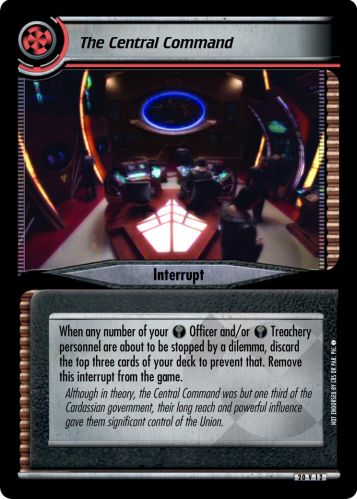 The Central Command
Interrupt
When any number of your Officer and/or Treachery
personnel are about to be stopped by a dilemma, discard
the top three cards of your deck to prevent that. Remove
this interrupt from the game.
Although in theory, the Central Command was but one third of the
Cardassian government, their long reach and powerful influence
gave them significant control of the Union.
NOT ENDORSED BY CBS OR PAR. PIC.
20 V 12